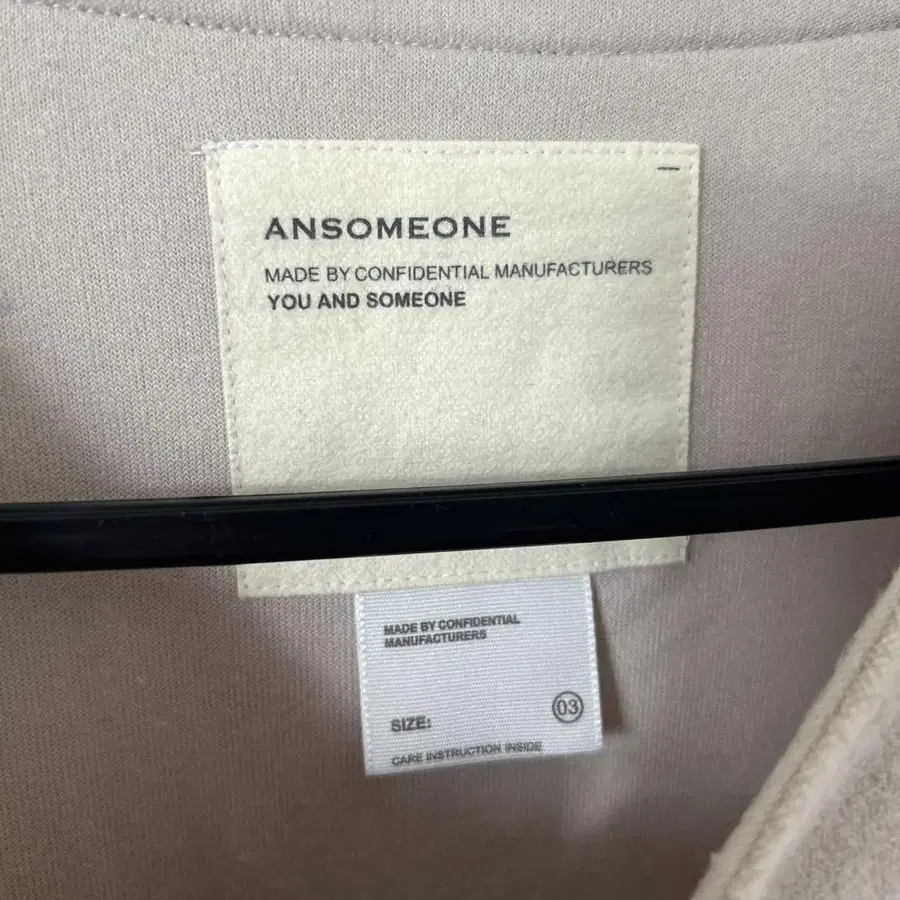 ANSOMEONE
MADE BY CONFIDENTIAL MANUFACTURERS
YOU AND SOMEONE
MADE BY CONFIDENTIAL
MANUFACTURERS
SIZE: 03
CARE INSTRUCTION INSIDE